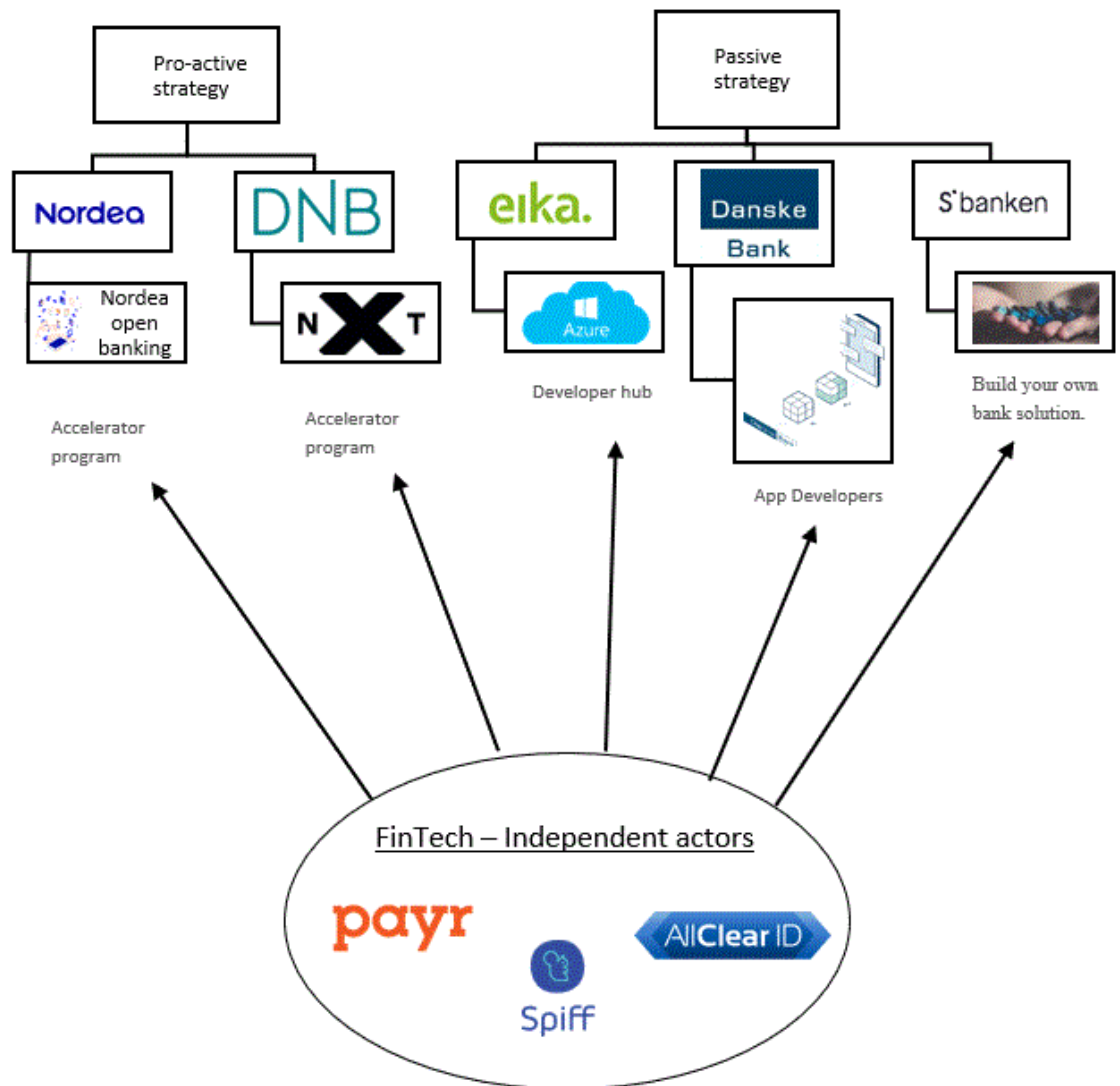 Pro-active
strategy
Passive
strategy
Nordea
DNB
eika.
Danske
Bank
S'banken
Nordea
open
banking
NXT
Azure
Developer hub
Build your own
bank solution.
Accelerator
program
Accelerator
program
App Developers
FinTech – Independent actors
payr
AllClear ID
Spiff